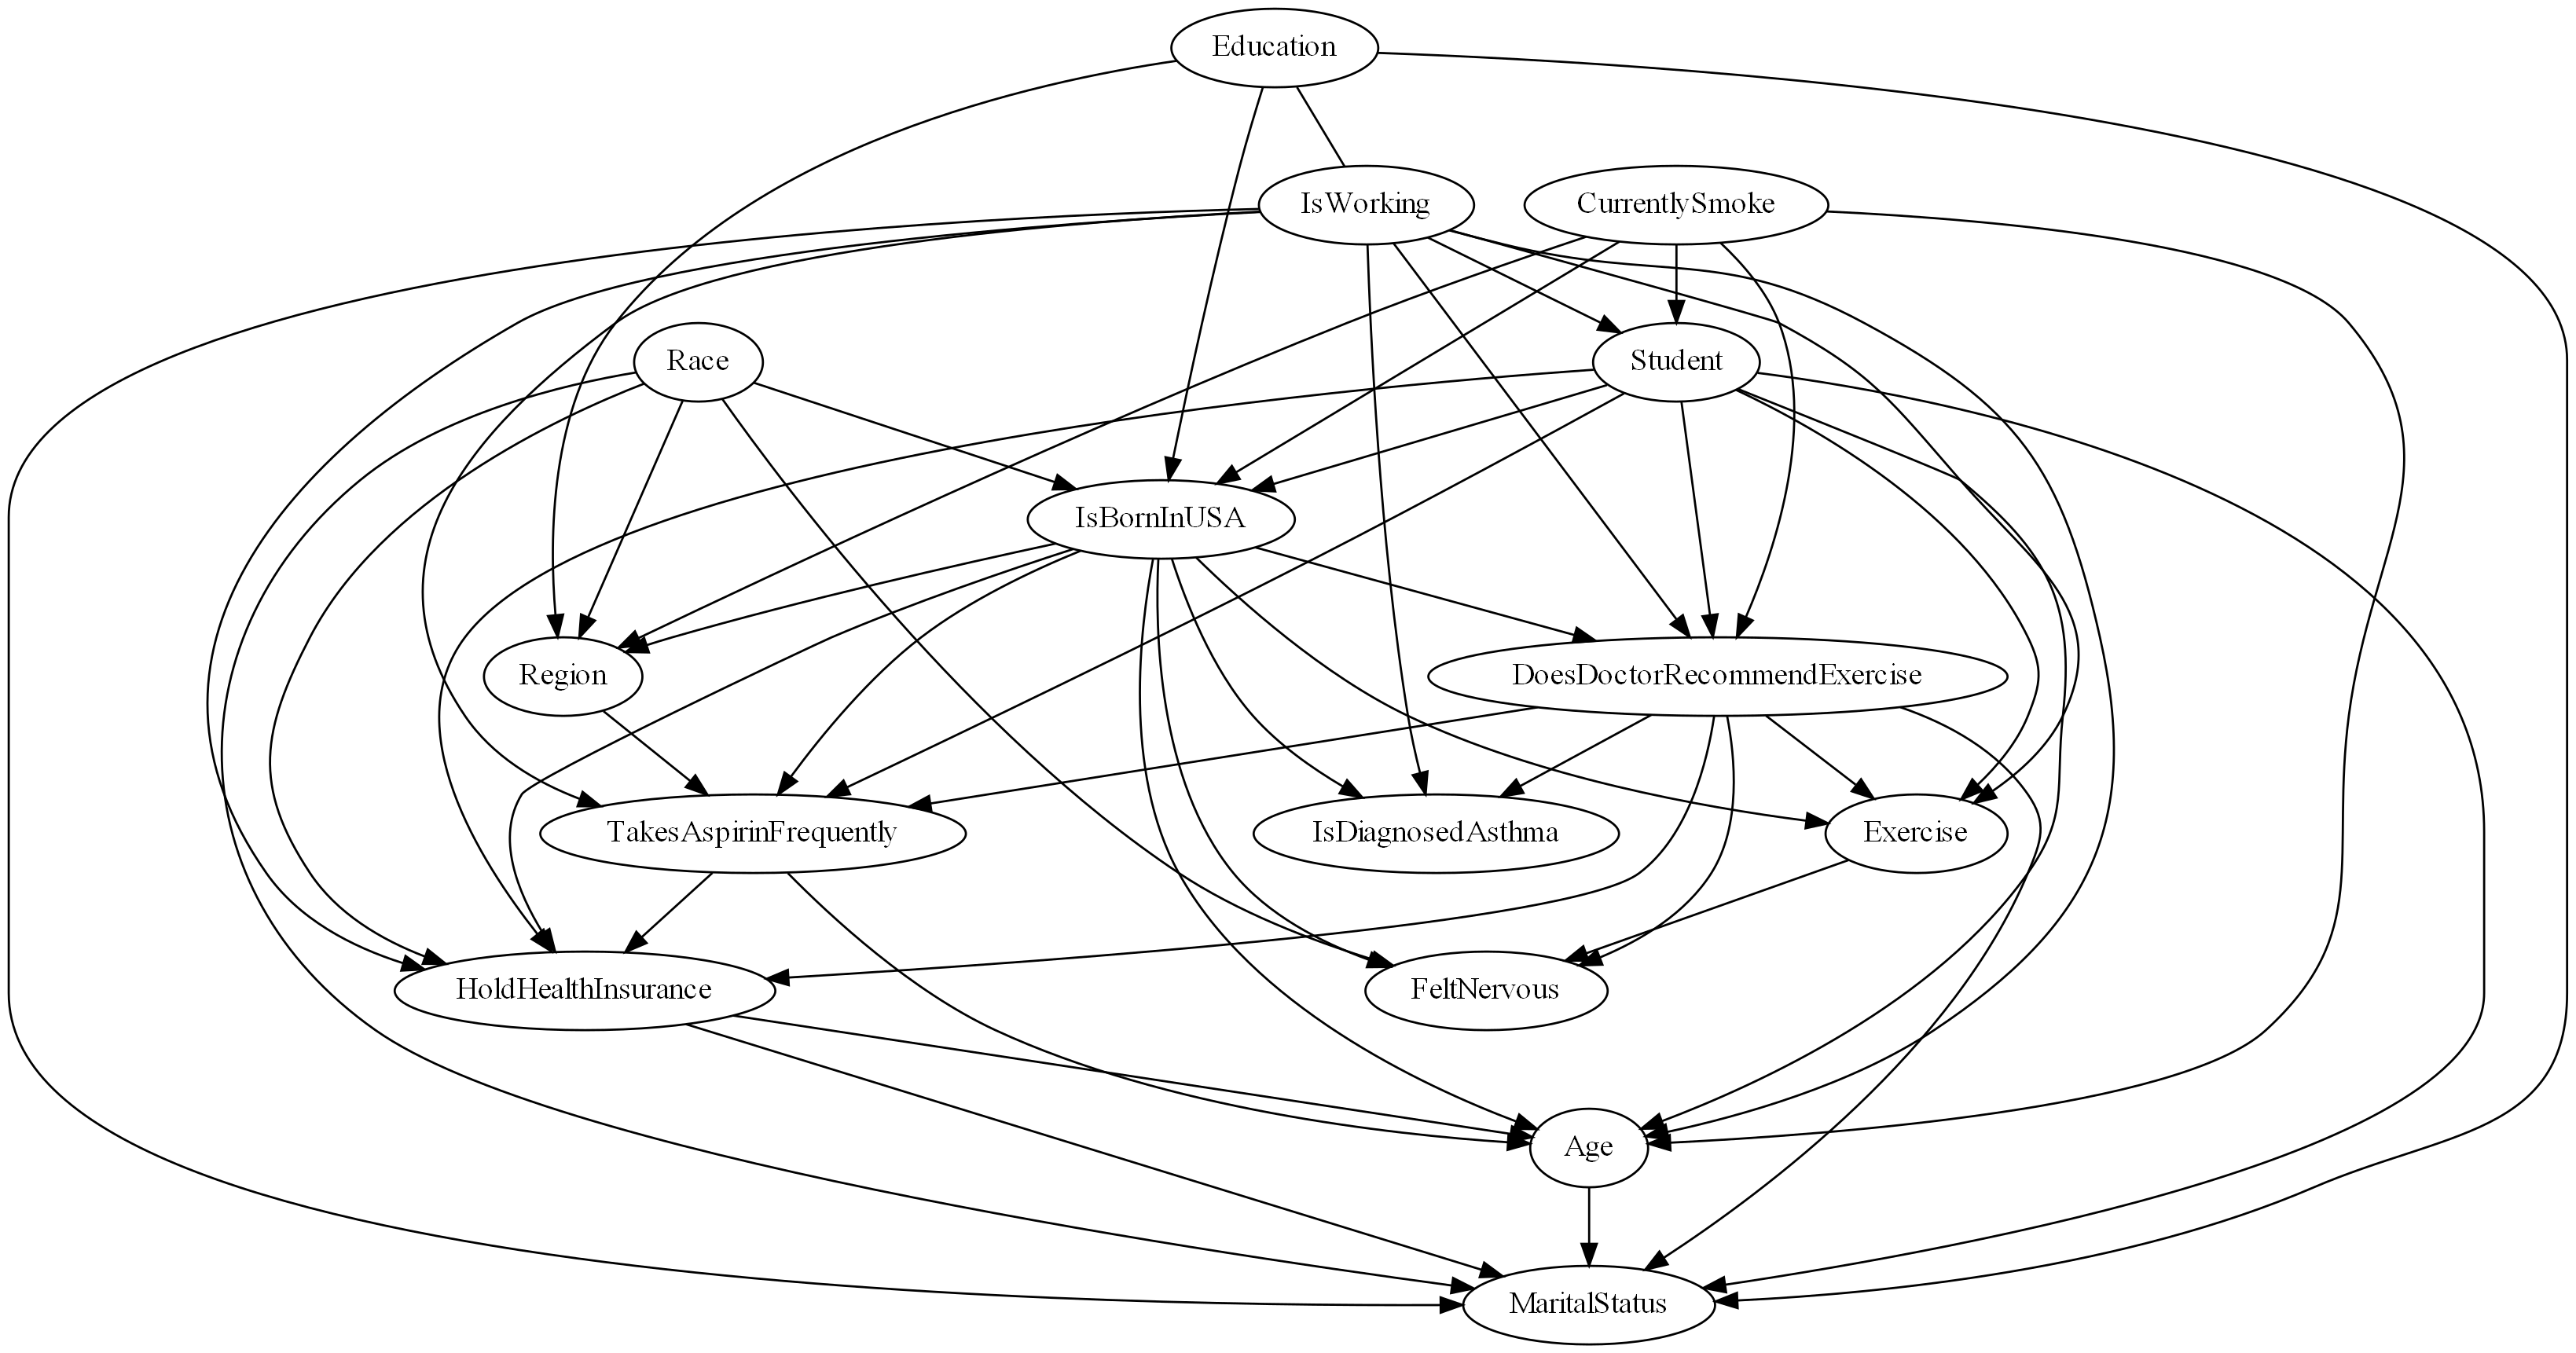 Education
IsWorking
CurrentlySmoke
Race
Student
IsBornInUSA
Region
DoesDoctorRecommendExercise
TakesAspirinFrequently
IsDiagnosedAsthma
Exercise
HoldHealthInsurance
FeltNervous
Age
MaritalStatus